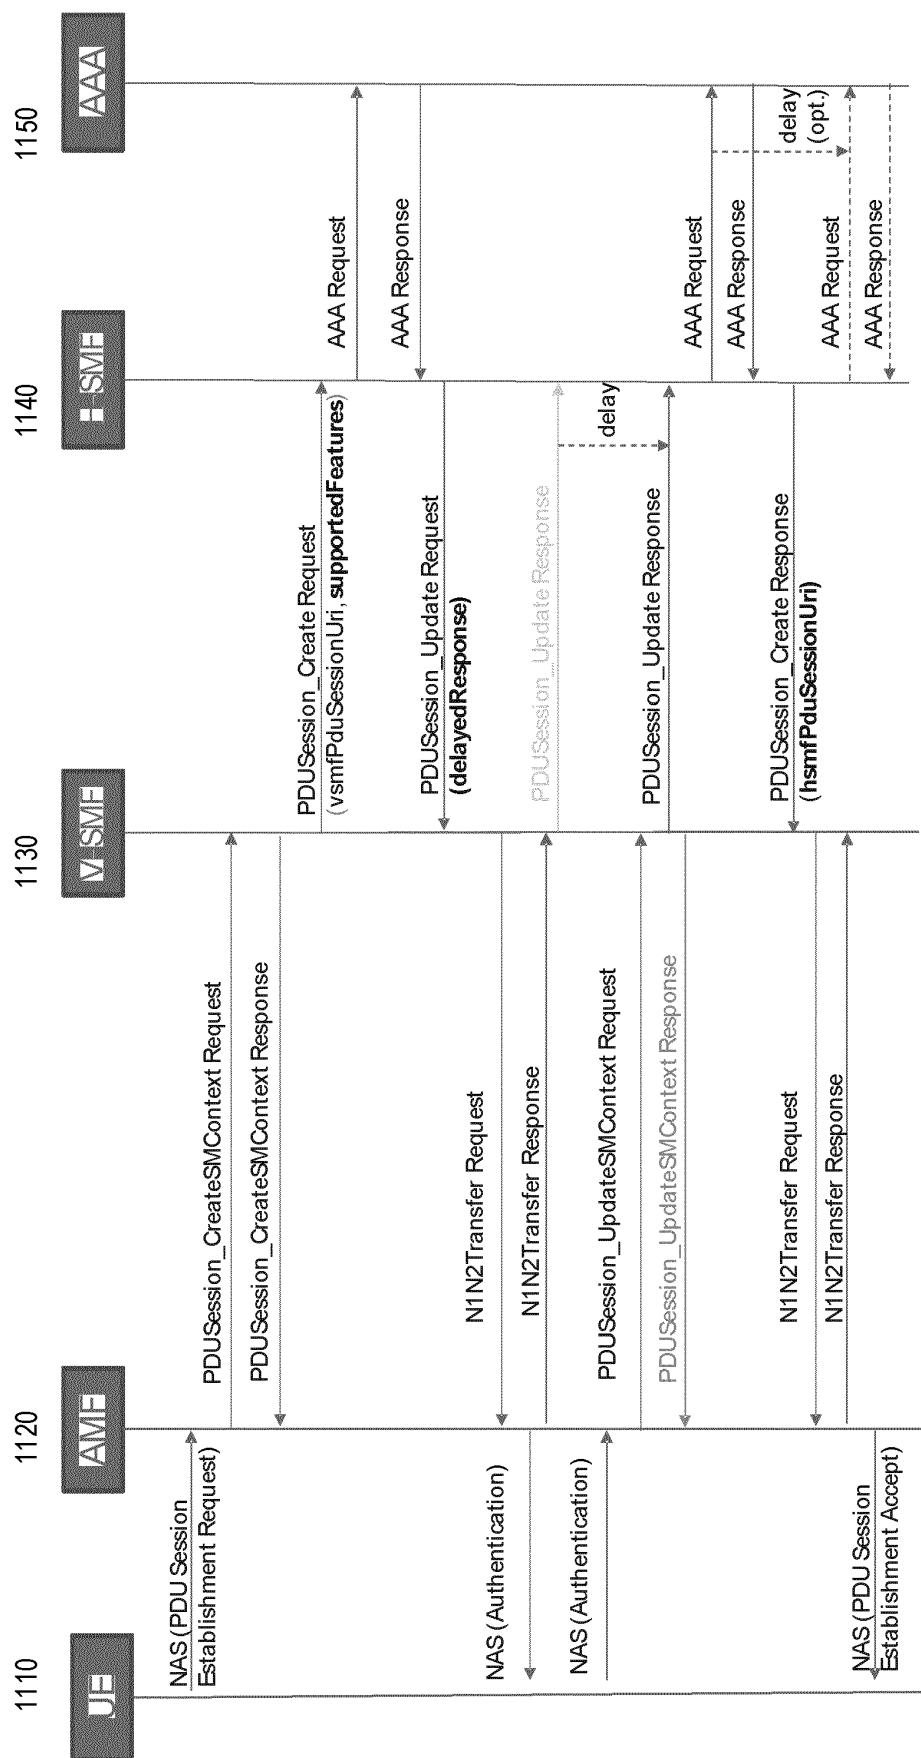 1110
1120
1130
1140
1150
UE
AMF
V-SMF
H-SMF
AAA
NAS (PDU Session
Establishment Request)
PDUSession_CreateSMContext Request
PDUSession_CreateSMContext Response
PDUSession_Create Request
(vsmfPduSessionUri, supportedFeatures)
AAA Request
AAA Response
PDUSession_Update Request
(delayedResponse)
N1N2Transfer Request
NAS (Authentication)
N1N2Transfer Response
PDUSession_Update Response
delay
NAS (Authentication)
PDUSession_UpdateSMContext Request
PDUSession_Update Response
PDUSession_UpdateSMContext Response
AAA Request
AAA Response
delay
(opt.)
PDUSession_Create Response
(hsmfPduSessionUri)
N1N2Transfer Request
N1N2Transfer Response
AAA Request
AAA Response
NAS (PDU Session
Establishment Accept)